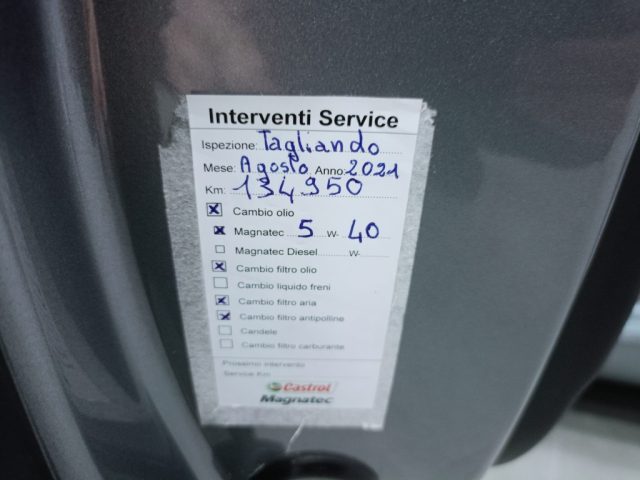 Interventi Service
Ispezione: Tagliando
Mese: Agosto Anno: 2021
Km: 134950
Cambio olio
Magnatec 5 W- 40
Magnatec Diesel W-
Cambio filtro olio
Cambio liquido freni
Cambio filtro aria
Cambio filtro antipolline
Candele
Cambio filtro carburante
Prossimo intervento
Service Km
Castrol
Magnatec